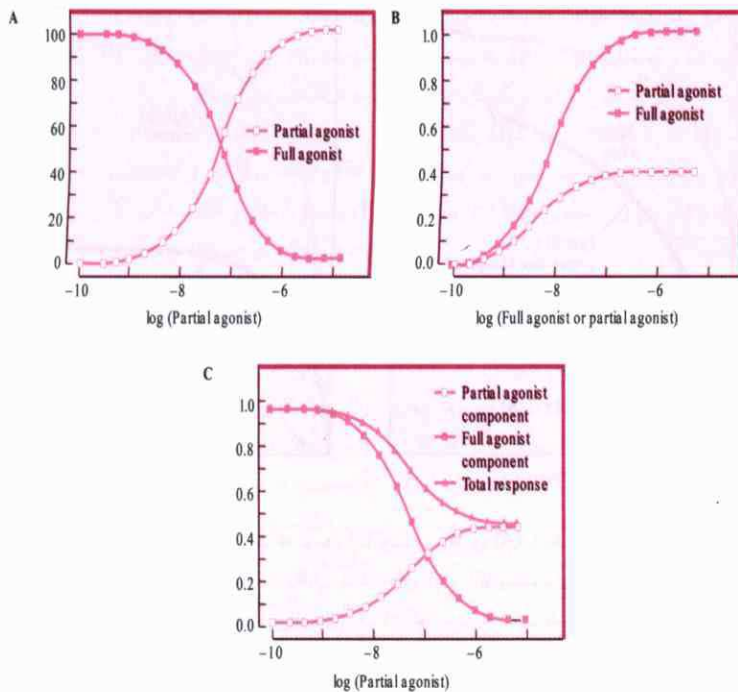 A
100
80
60
40
20
0
Partial agonist
Full agonist
−10
−8
−6
log (Partial agonist)
B
1.0
0.8
0.6
0.4
0.2
0.0
Partial agonist
Full agonist
−10
−8
−6
log (Full agonist or partial agonist)
C
1.0
0.8
0.6
0.4
0.2
0.0
Partial agonist
component
Full agonist
component
Total response
−10
−8
−6
log (Partial agonist)